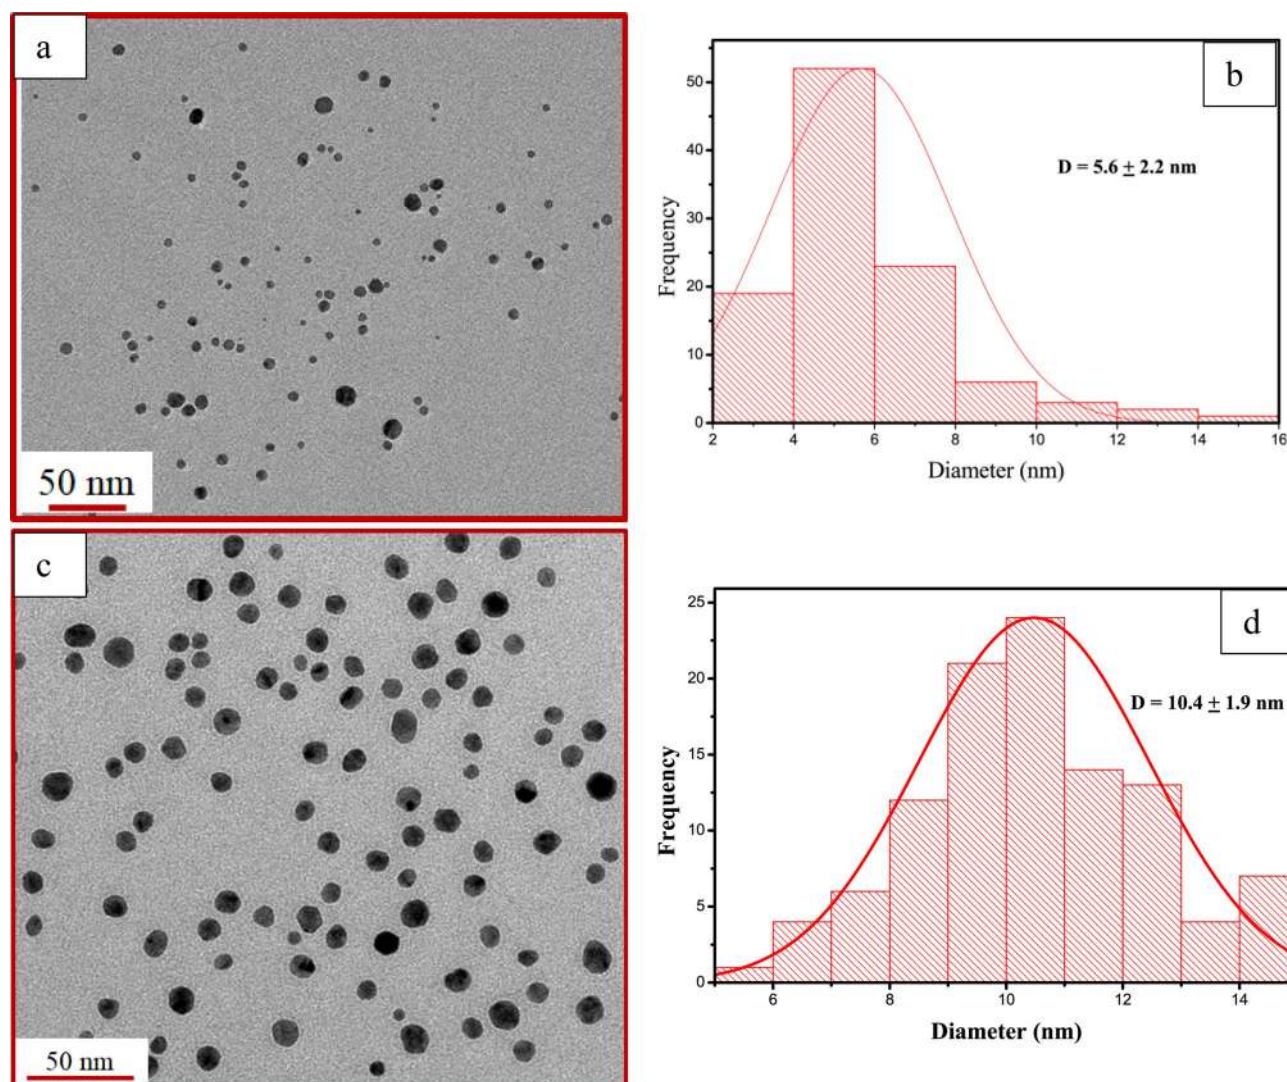 a
50 nm
b
50
40
30
20
10
0
2 4 6 8 10 12 14 16
Frequency
Diameter (nm)
D = 5.6 ± 2.2 nm
c
50 nm
d
25
20
15
10
5
0
6 8 10 12 14
Frequency
Diameter (nm)
D = 10.4 ± 1.9 nm